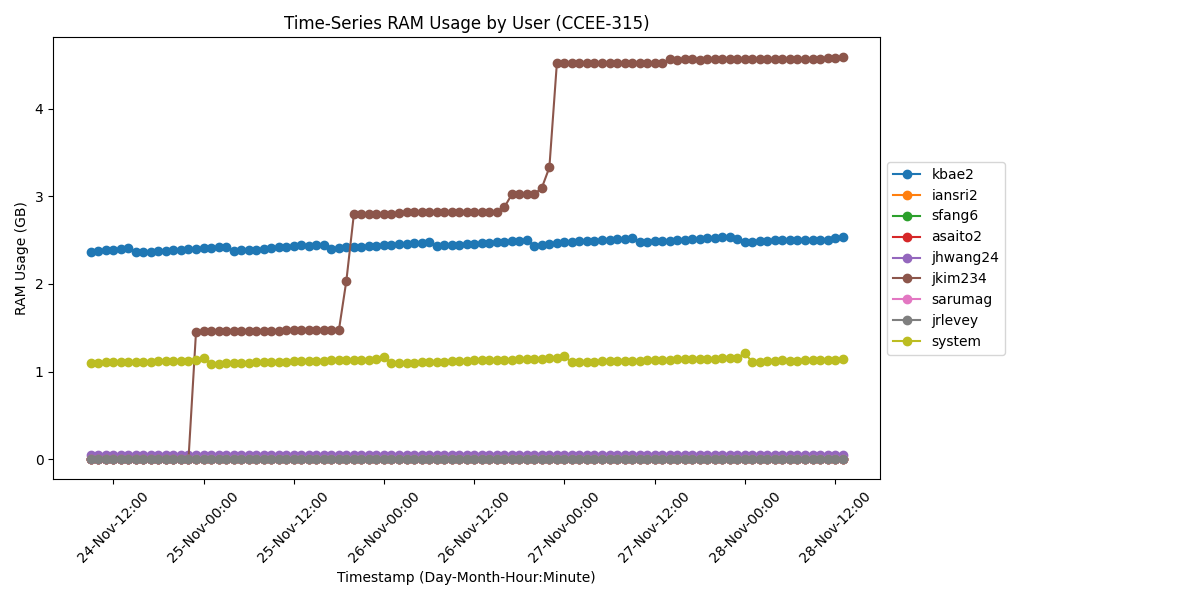 Time-Series RAM Usage by User (CCEE-315)
RAM Usage (GB)
4
3
2
1
0
24-Nov-12:00
25-Nov-00:00
25-Nov-12:00
26-Nov-00:00
26-Nov-12:00
27-Nov-00:00
27-Nov-12:00
28-Nov-00:00
28-Nov-12:00
Timestamp (Day-Month-Hour:Minute)
kbae2
iansri2
sfang6
asaito2
jhwang24
jkim234
sarumag
jrlevey
system